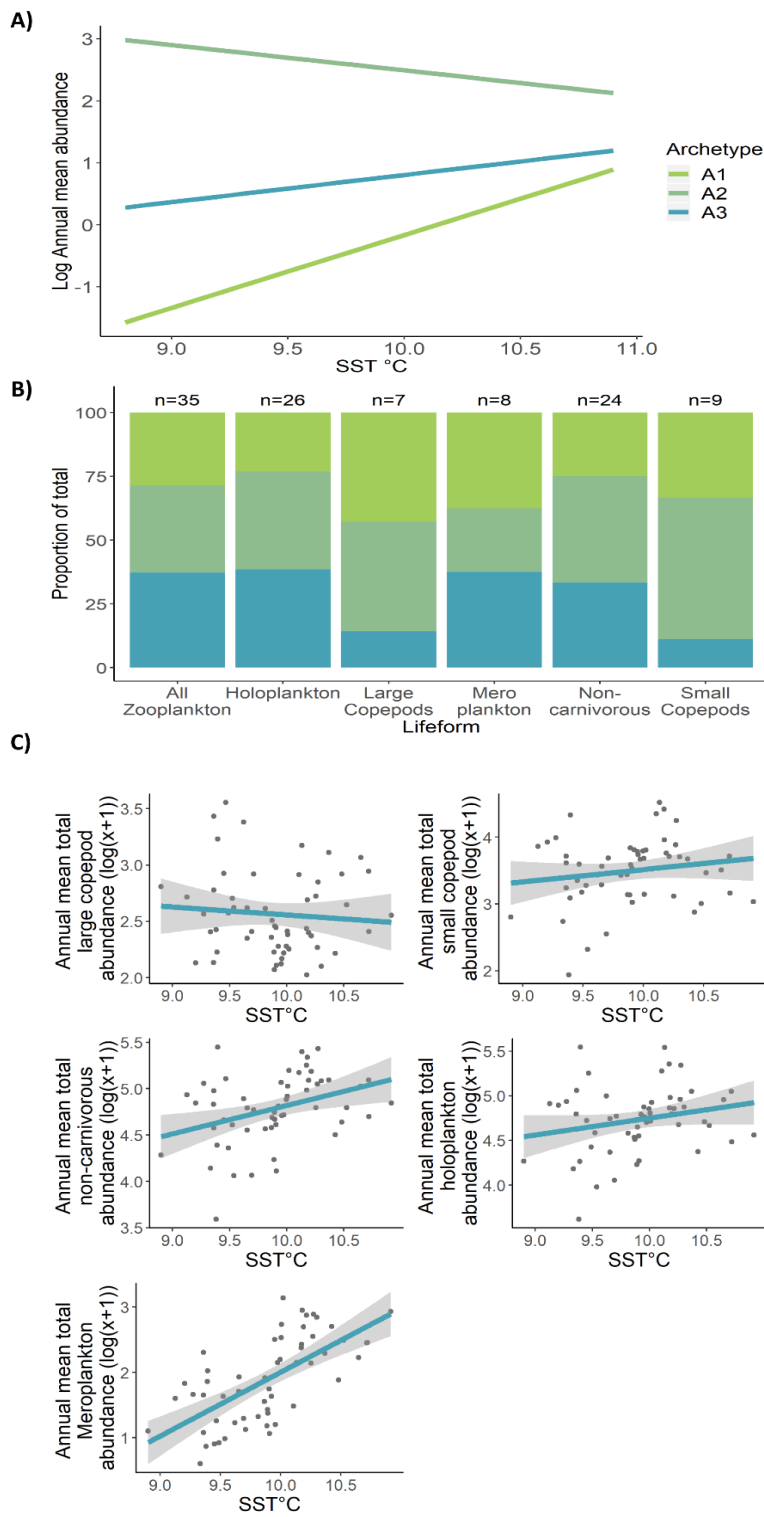 A)
Log Annual mean abundance
3
2
1
0
-1
9.0 9.5 10.0 10.5 11.0
SST °C
Archetype
A1
A2
A3
B)
n=35 n=26 n=7 n=8 n=24 n=9
Proportion of total
100
75
50
25
0
All Holoplankton Large Mero Non- Small
Zooplankton Copepods plankton carnivorous Copepods
Lifeform
C)
Annual mean total
large copepod
abundance (log(x+1))
3.5
3.0
2.5
2.0
9.0 9.5 10.0 10.5
SST°C
Annual mean total
small copepod
abundance (log(x+1))
4
3
2
9.0 9.5 10.0 10.5
SST°C
Annual mean total
non-carnivorous
abundance (log(x+1))
5.5
5.0
4.5
4.0
3.5
9.0 9.5 10.0 10.5
SST°C
Annual mean total
holoplankton
abundance (log(x+1))
5.5
5.0
4.5
4.0
9.0 9.5 10.0 10.5
SST°C
Annual mean total
Meroplankton
abundance (log(x+1))
3
2
1
9.0 9.5 10.0 10.5
SST°C